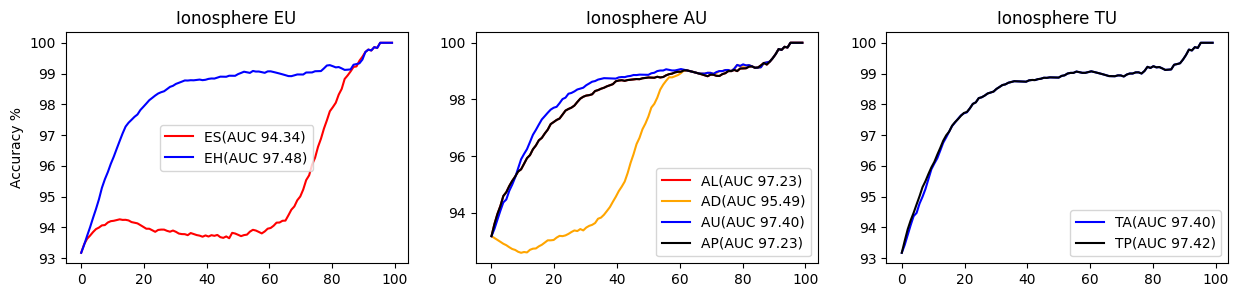 Ionosphere EU
Accuracy %
100
99
98
97
96
95
94
93
ES(AUC 94.34)
EH(AUC 97.48)
0 20 40 60 80 100
Ionosphere AU
100
98
96
94
AL(AUC 97.23)
AD(AUC 95.49)
AU(AUC 97.40)
AP(AUC 97.23)
0 20 40 60 80 100
Ionosphere TU
100
99
98
97
96
95
94
93
TA(AUC 97.40)
TP(AUC 97.42)
0 20 40 60 80 100